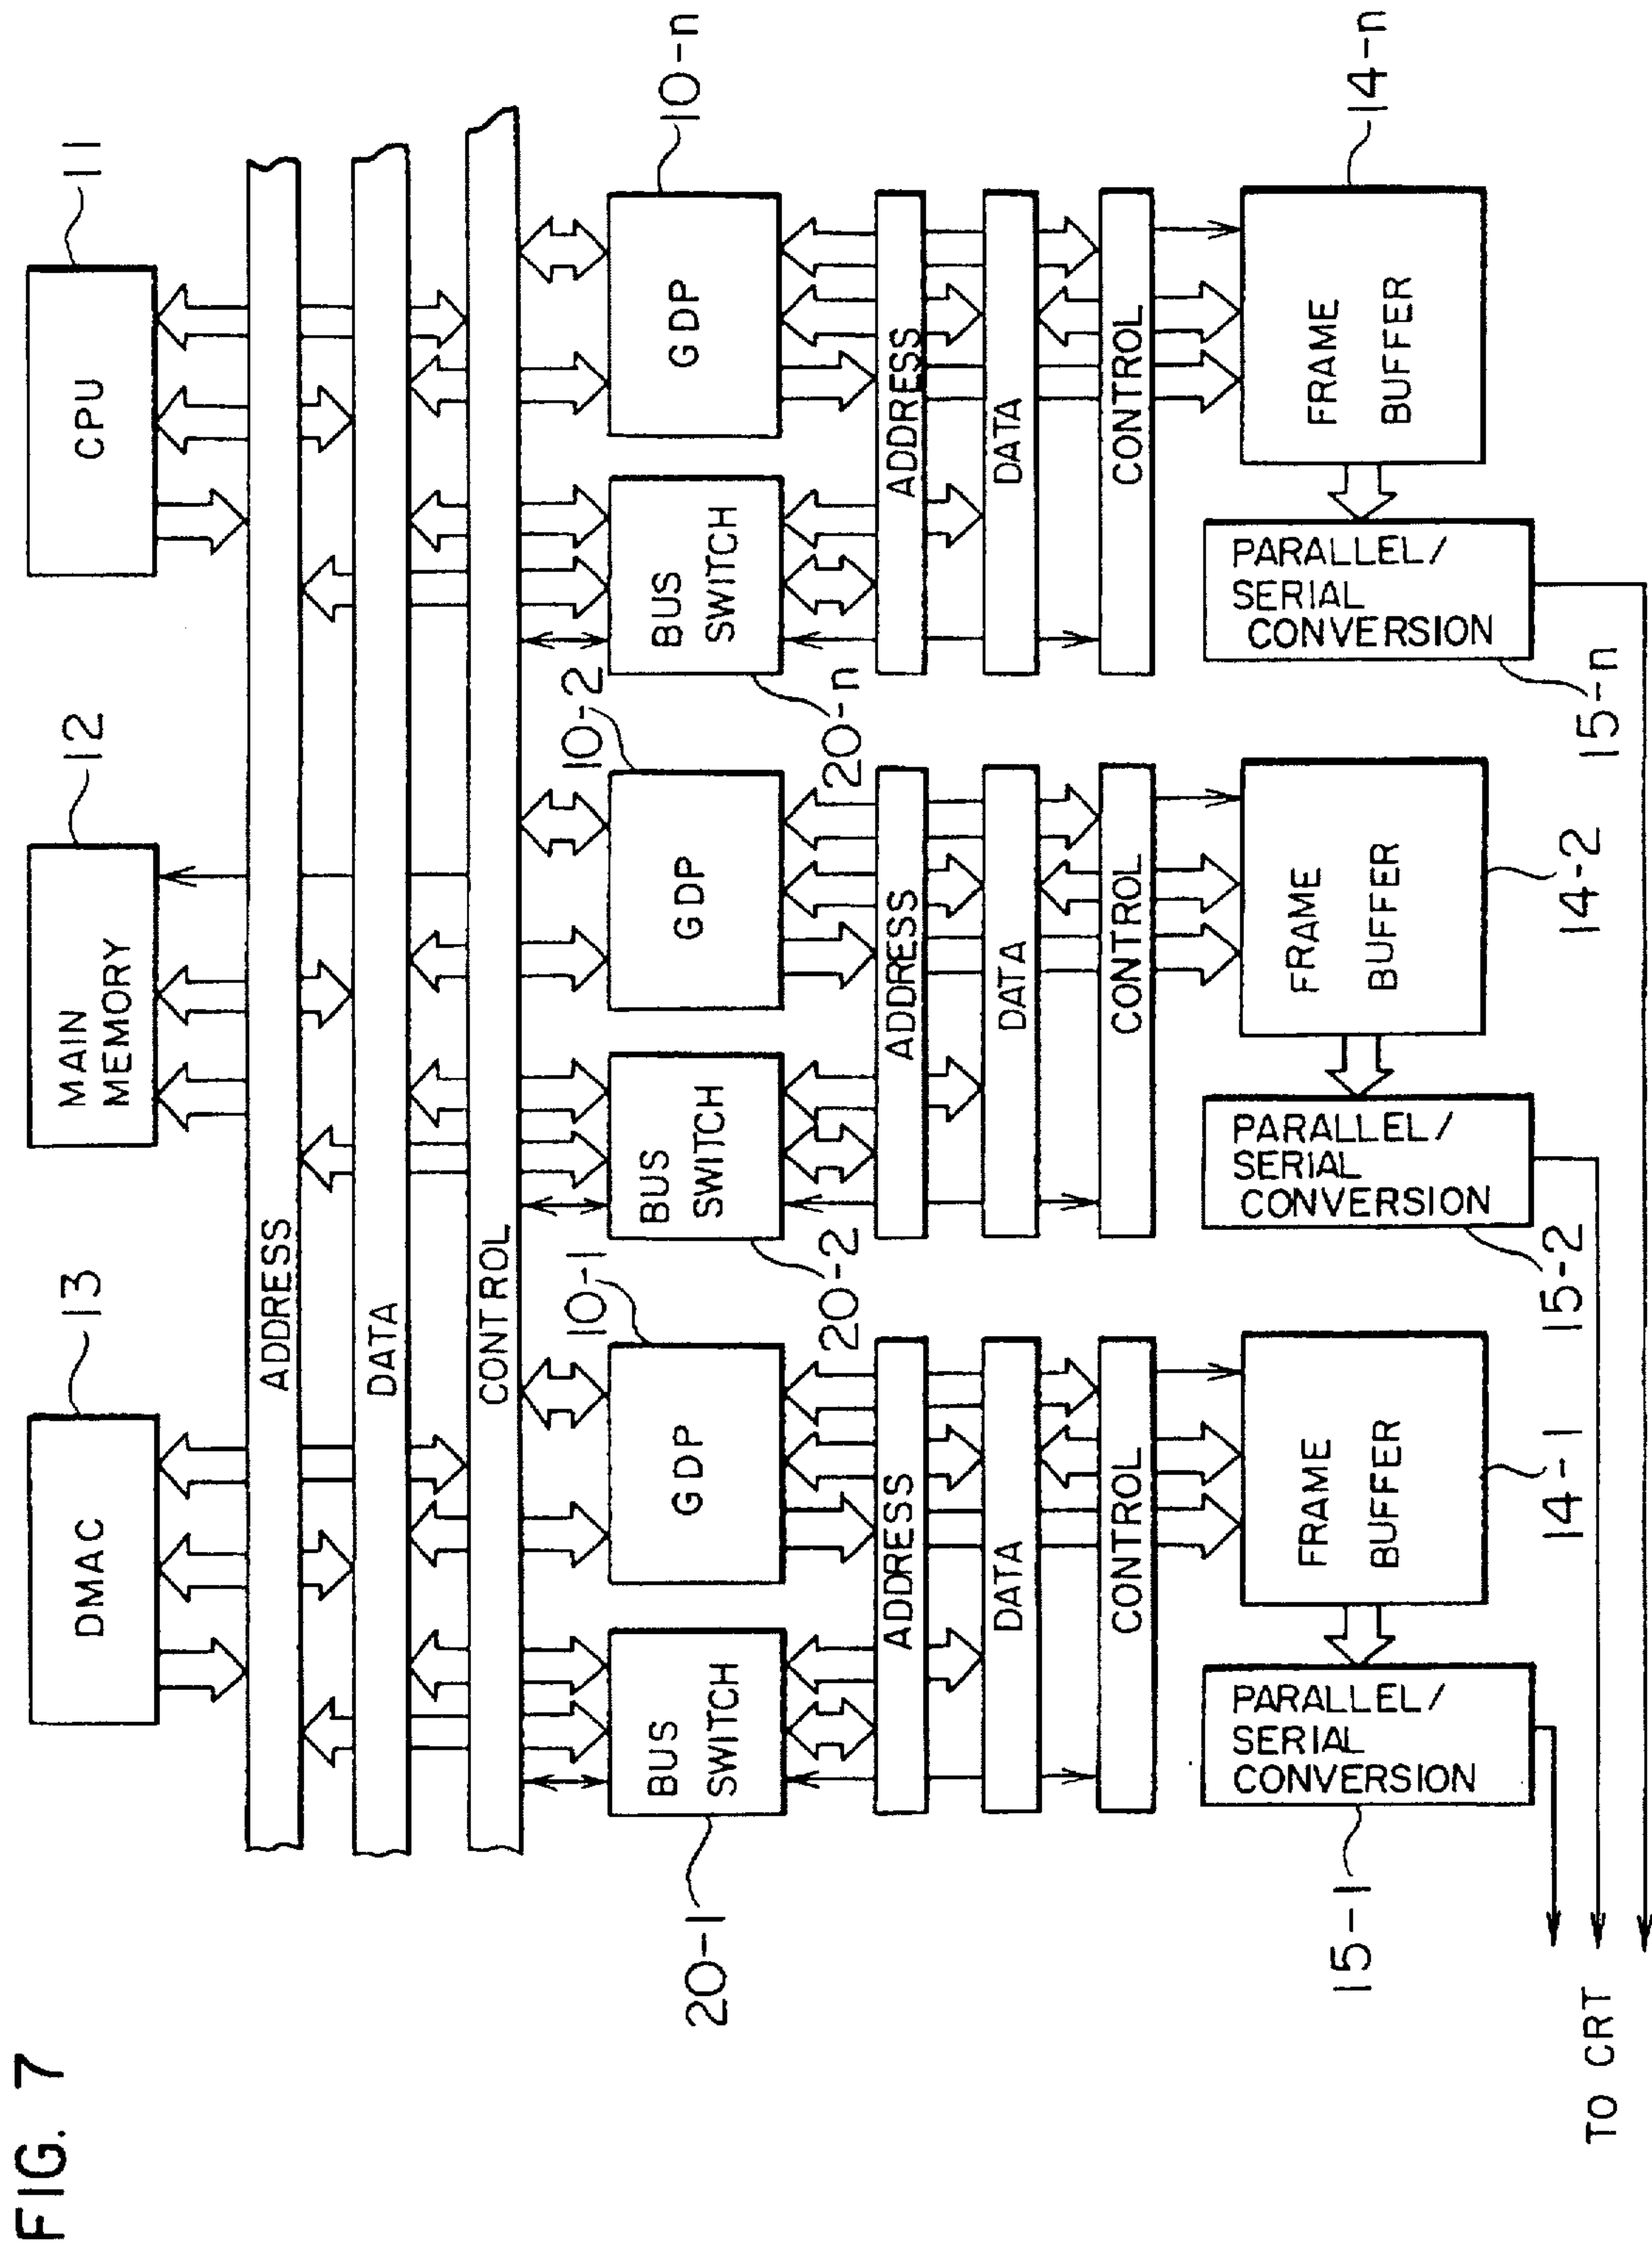 FIG. 7
13
12
11
DMAC
MAIN
MEMORY
CPU
ADDRESS
DATA
CONTROL
20-1
10-1
20-2
10-2
20-n
10-n
BUS
SWITCH
GDP
BUS
SWITCH
GDP
BUS
SWITCH
GDP
ADDRESS
DATA
CONTROL
ADDRESS
DATA
CONTROL
ADDRESS
DATA
CONTROL
15-1
PARALLEL/
SERIAL
CONVERSION
FRAME
BUFFER
14-1
15-2
PARALLEL/
SERIAL
CONVERSION
FRAME
BUFFER
14-2
15-n
PARALLEL/
SERIAL
CONVERSION
FRAME
BUFFER
14-n
TO CRT